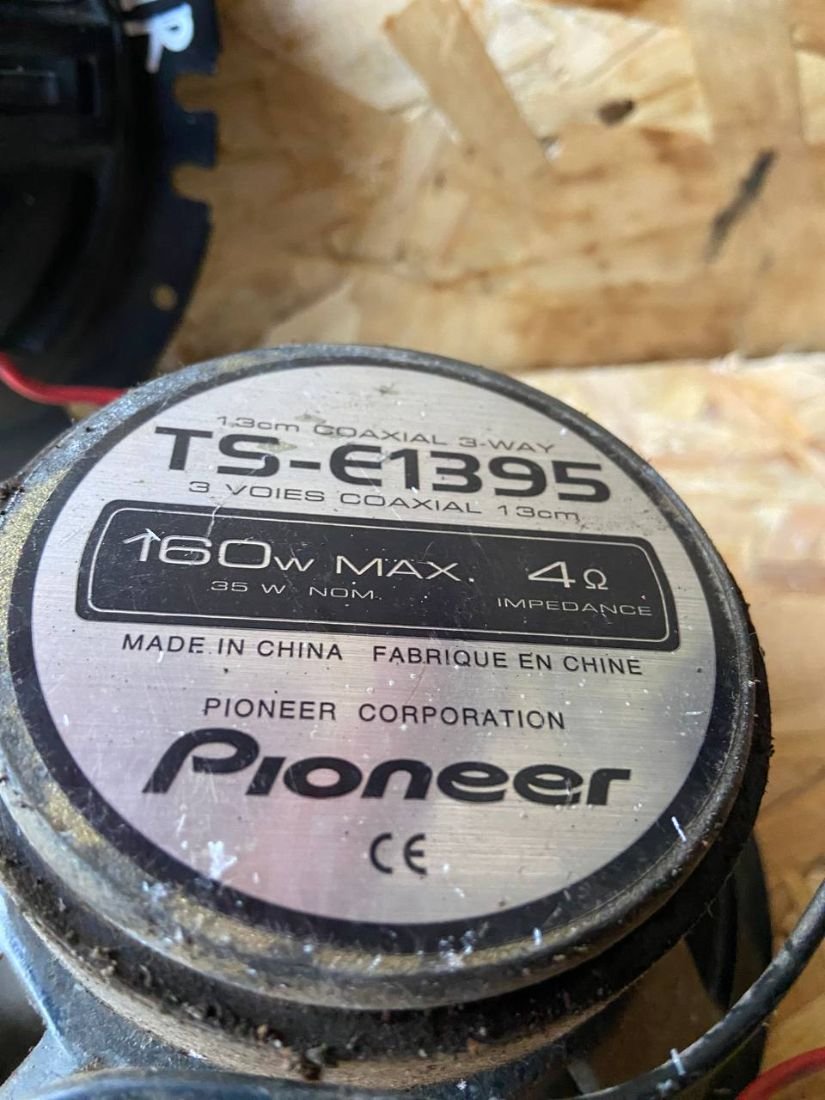 R
13cm COAXIAL 3-WAY
TS-E1395
3 VOIES COAXIAL 13cm
160W MAX. 4Ω
35 W NOM. IMPEDANCE
MADE IN CHINA FABRIQUE EN CHINE
PIONEER CORPORATION
Pioneer
CE